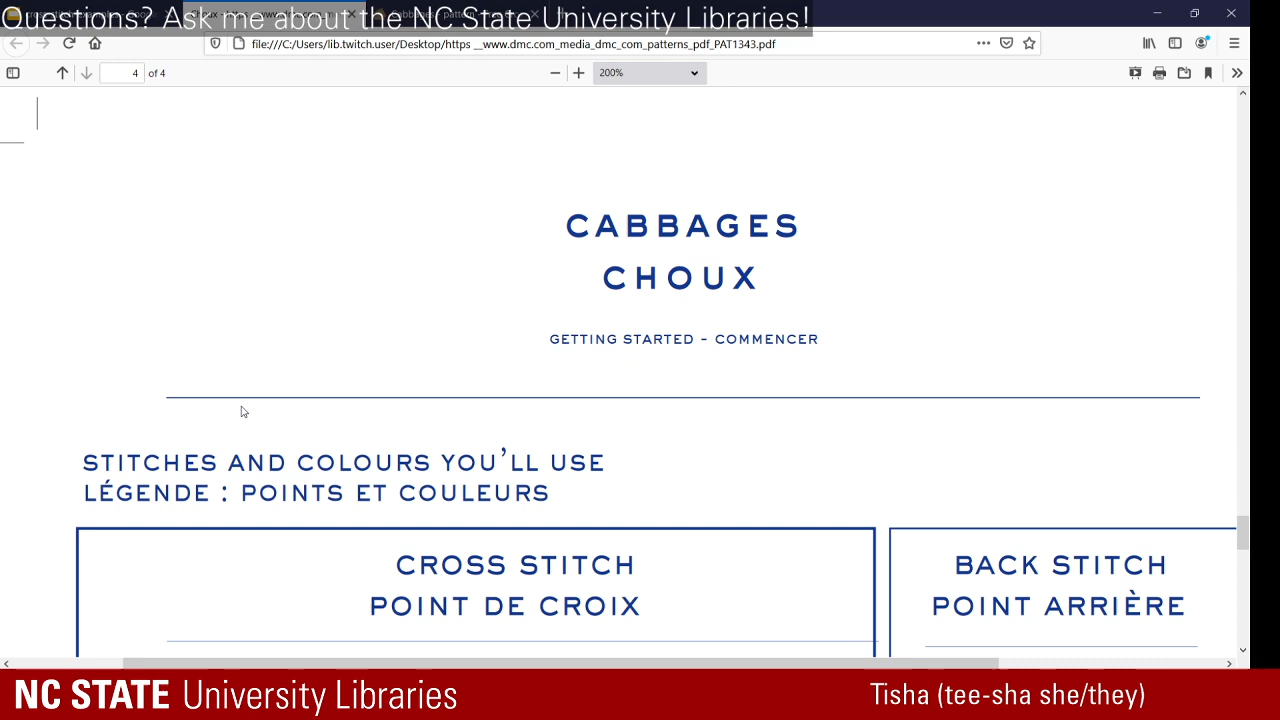 Questions? Ask me about the NC State University Libraries!
file:///C:/Users/lib.twitch.user/Desktop/https __www.dmc.com_media_dmc_com_patterns_pdf_PAT1343.pdf
4 of 4
200%
CABBAGES
CHOUX
GETTING STARTED - COMMENCER
STITCHES AND COLOURS YOU'LL USE
LÉGENDE : POINTS ET COULEURS
CROSS STITCH
POINT DE CROIX
BACK STITCH
POINT ARRIÈRE
NC STATE University Libraries
Tisha (tee-sha she/they)